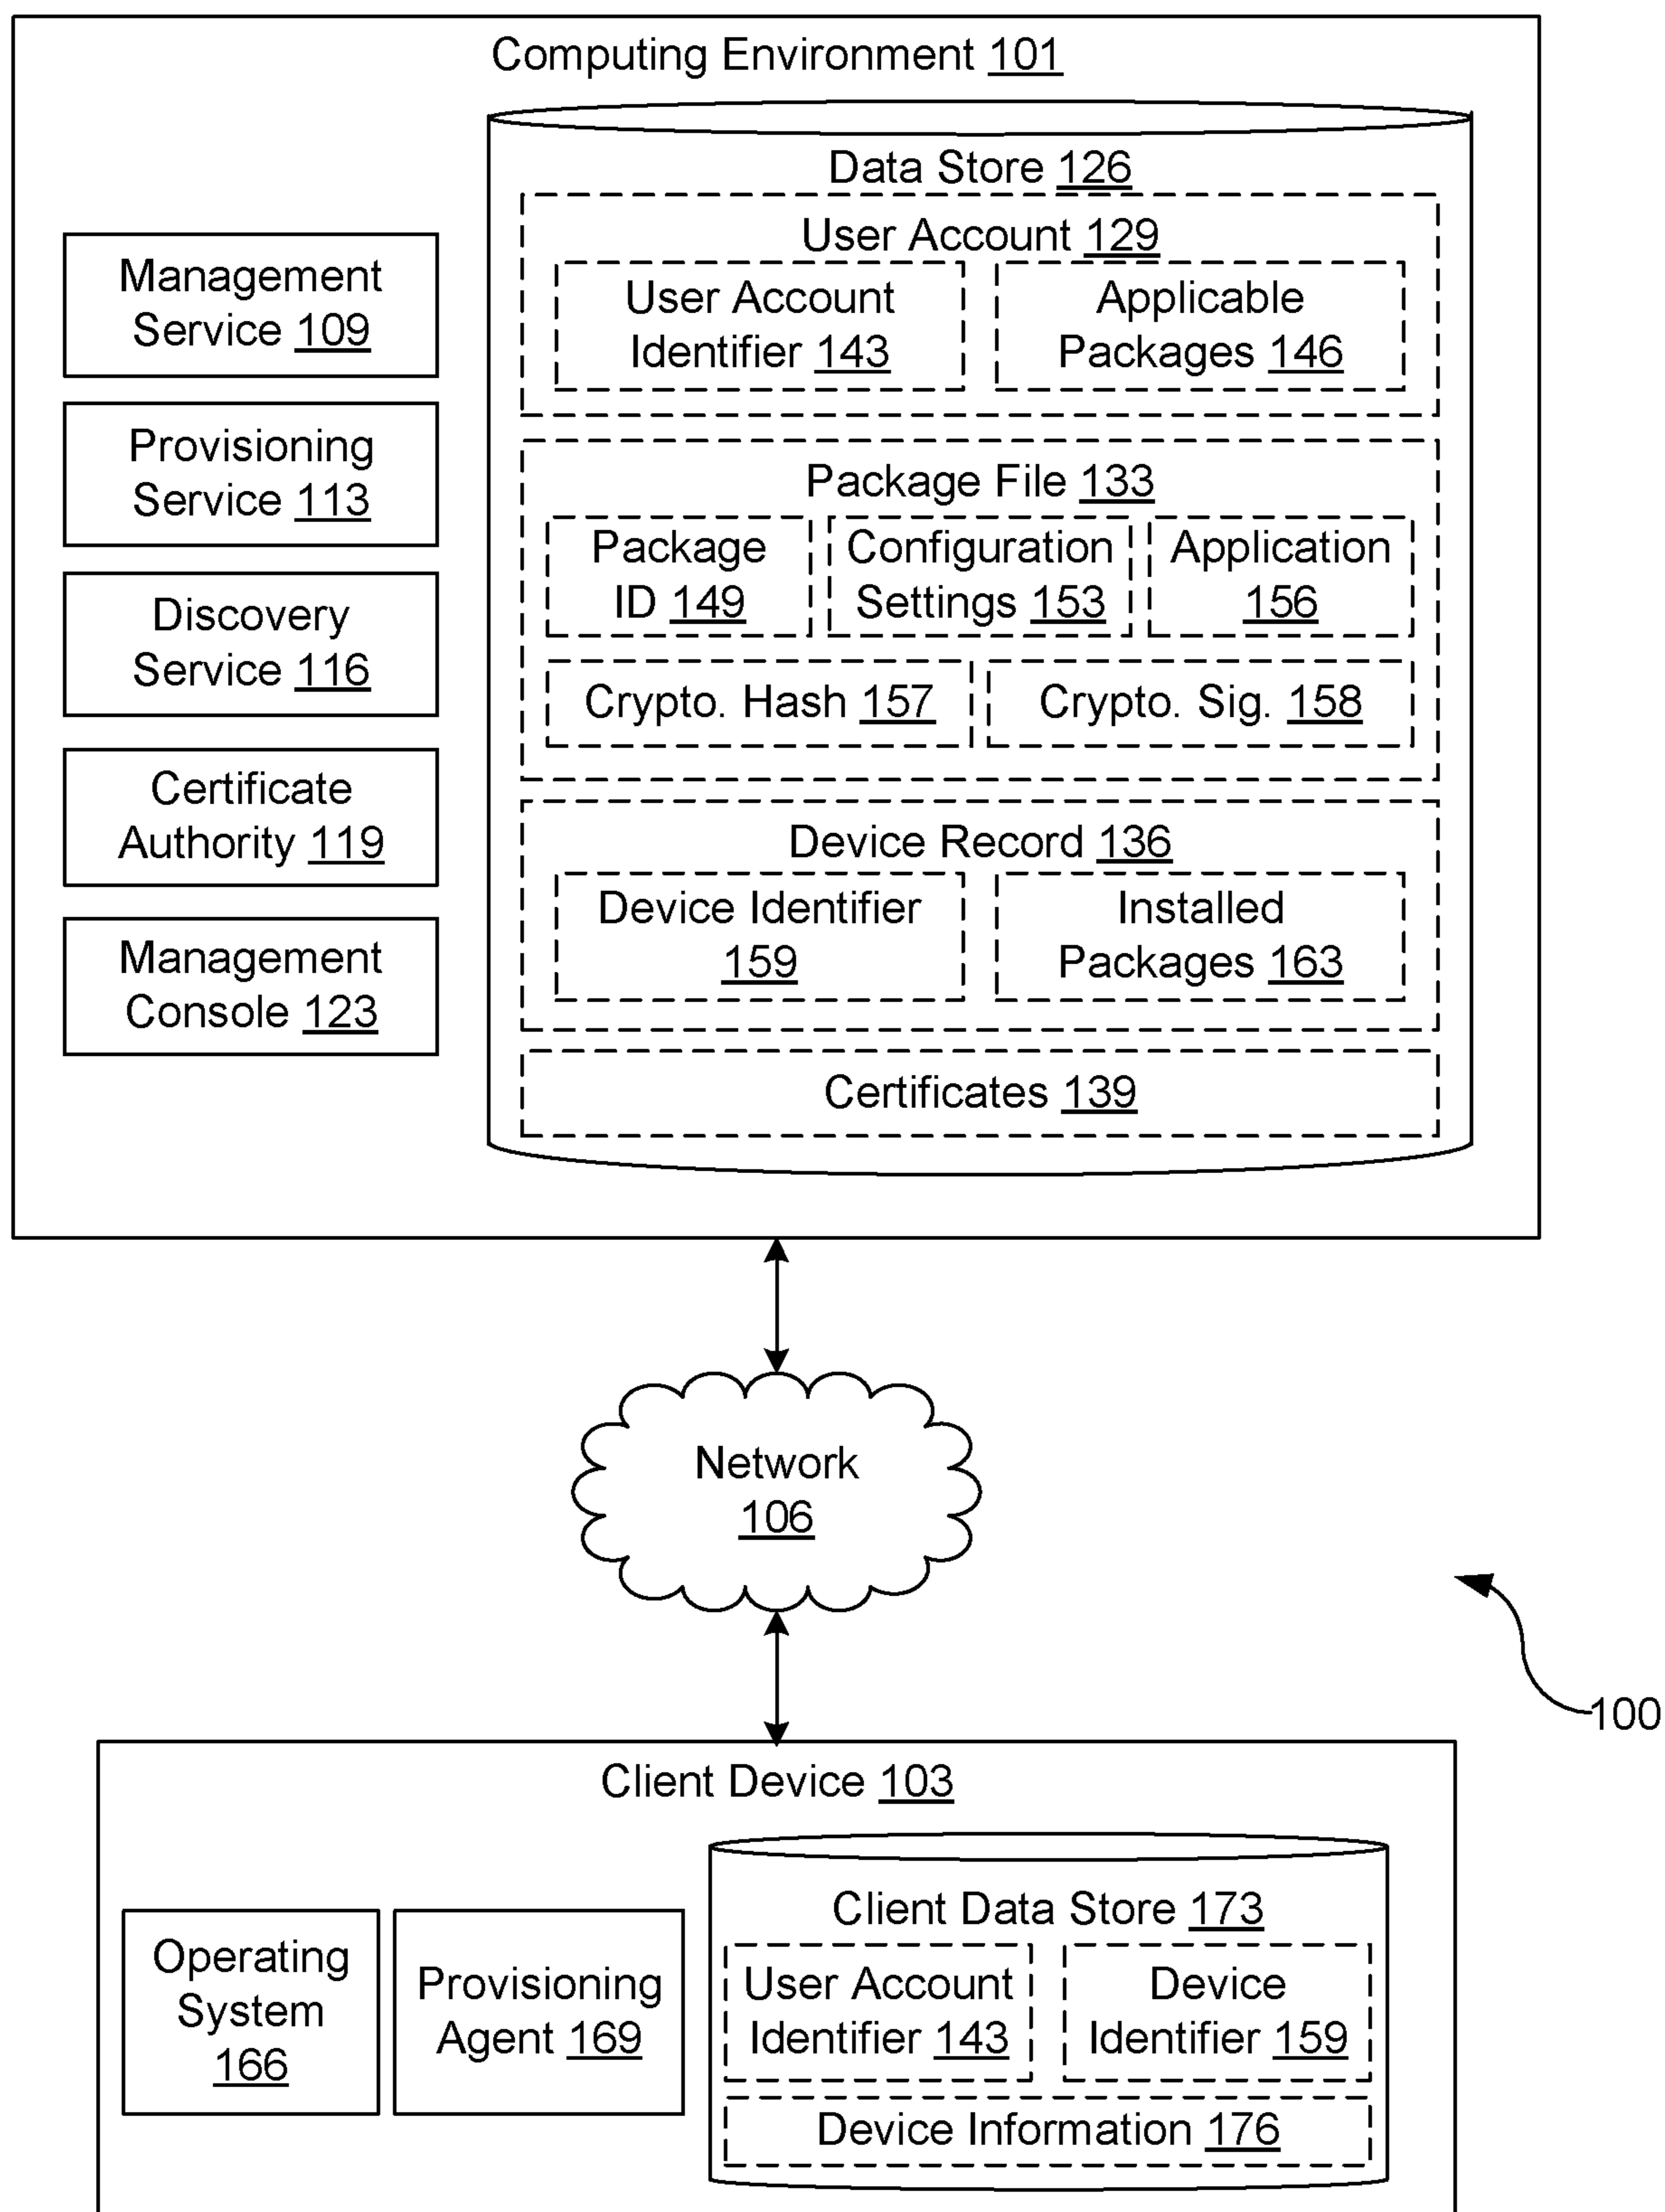 Computing Environment 101
Management
Service 109
Provisioning
Service 113
Discovery
Service 116
Certificate
Authority 119
Management
Console 123
Data Store 126
User Account 129
User Account
Identifier 143
Applicable
Packages 146
Package File 133
Package
ID 149
Configuration
Settings 153
Application
156
Crypto. Hash 157
Crypto. Sig. 158
Device Record 136
Device Identifier
159
Installed
Packages 163
Certificates 139
Network
106
100
Client Device 103
Operating
System
166
Provisioning
Agent 169
Client Data Store 173
User Account
Identifier 143
Device
Identifier 159
Device Information 176